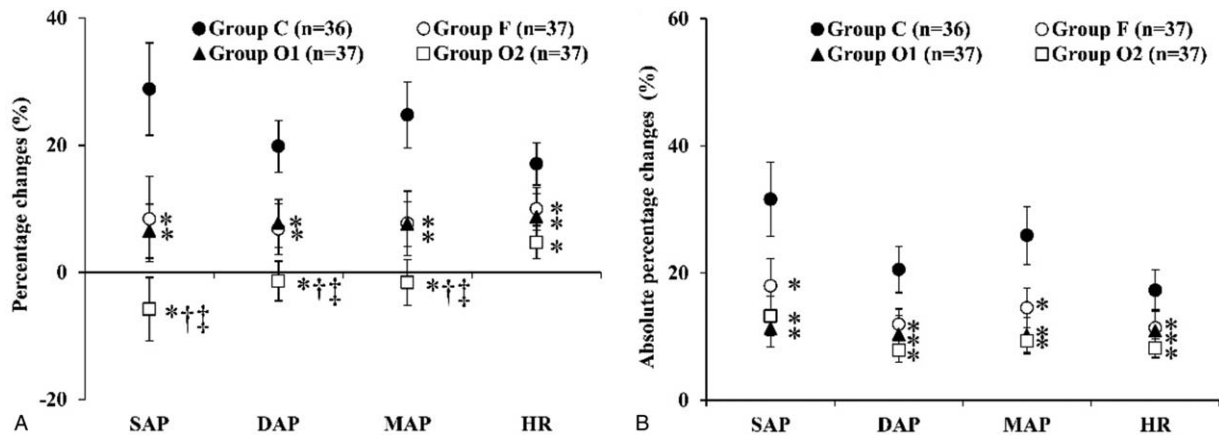 Percentage changes (%)
40
20
0
-20
Group C (n=36)
Group F (n=37)
Group O1 (n=37)
Group O2 (n=37)
*
*
*†‡
*
*
*†‡
*
*
*†‡
*
*
*
SAP DAP MAP HR
A
Absolute percentage changes (%)
60
40
20
0
Group C (n=36)
Group F (n=37)
Group O1 (n=37)
Group O2 (n=37)
*
* *
*
*
*
*
* *
*
*
*
SAP DAP MAP HR
B